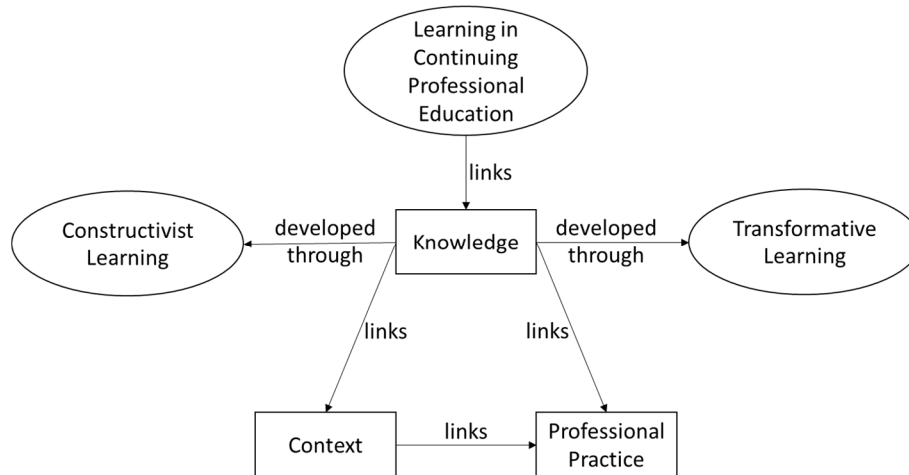 Learning in
Continuing
Professional
Education
links
Constructivist
Learning
developed
through
Knowledge
developed
through
Transformative
Learning
links
links
Context
links
Professional
Practice